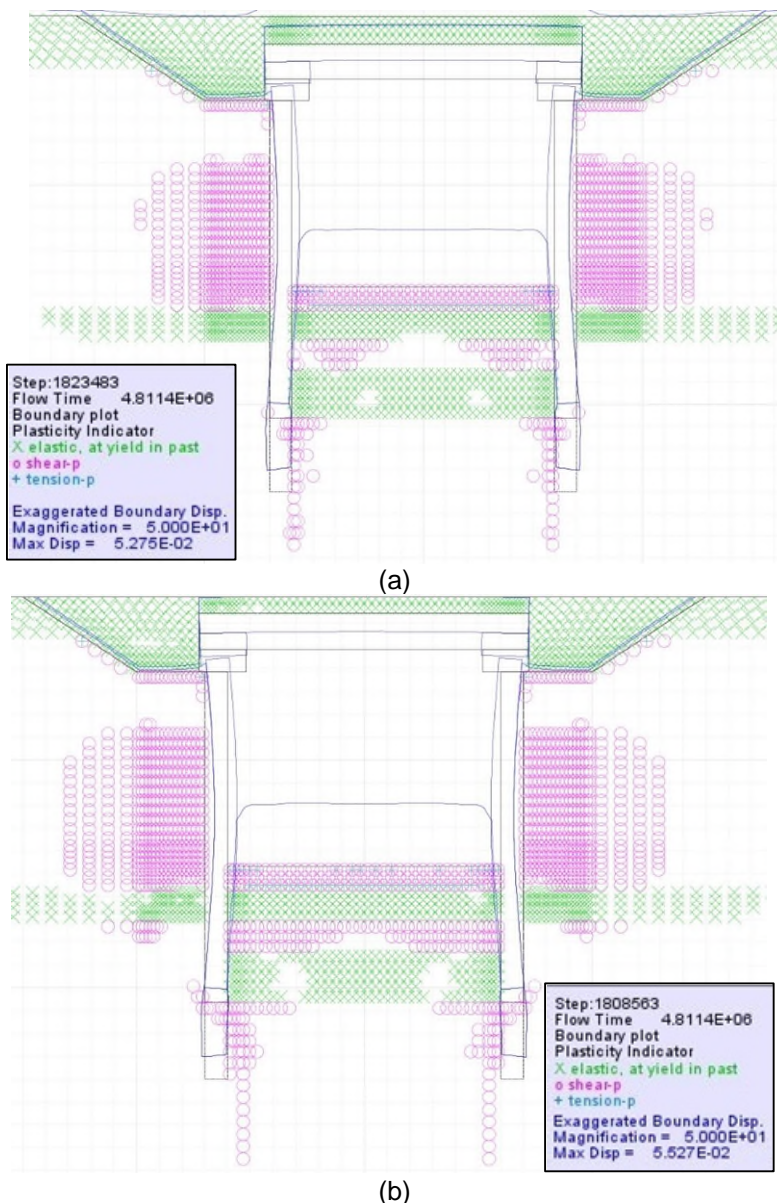 Step:1823483
Flow Time 4.8114E+06
Boundary plot
Plasticity Indicator
X elastic, at yield in past
o shear-p
+ tension-p
Exaggerated Boundary Disp.
Magnification = 5.000E+01
Max Disp = 5.275E-02
(a)
Step:1808563
Flow Time 4.8114E+06
Boundary plot
Plasticity Indicator
X elastic, at yield in past
o shear-p
+ tension-p
Exaggerated Boundary Disp.
Magnification = 5.000E+01
Max Disp = 5.527E-02
(b)